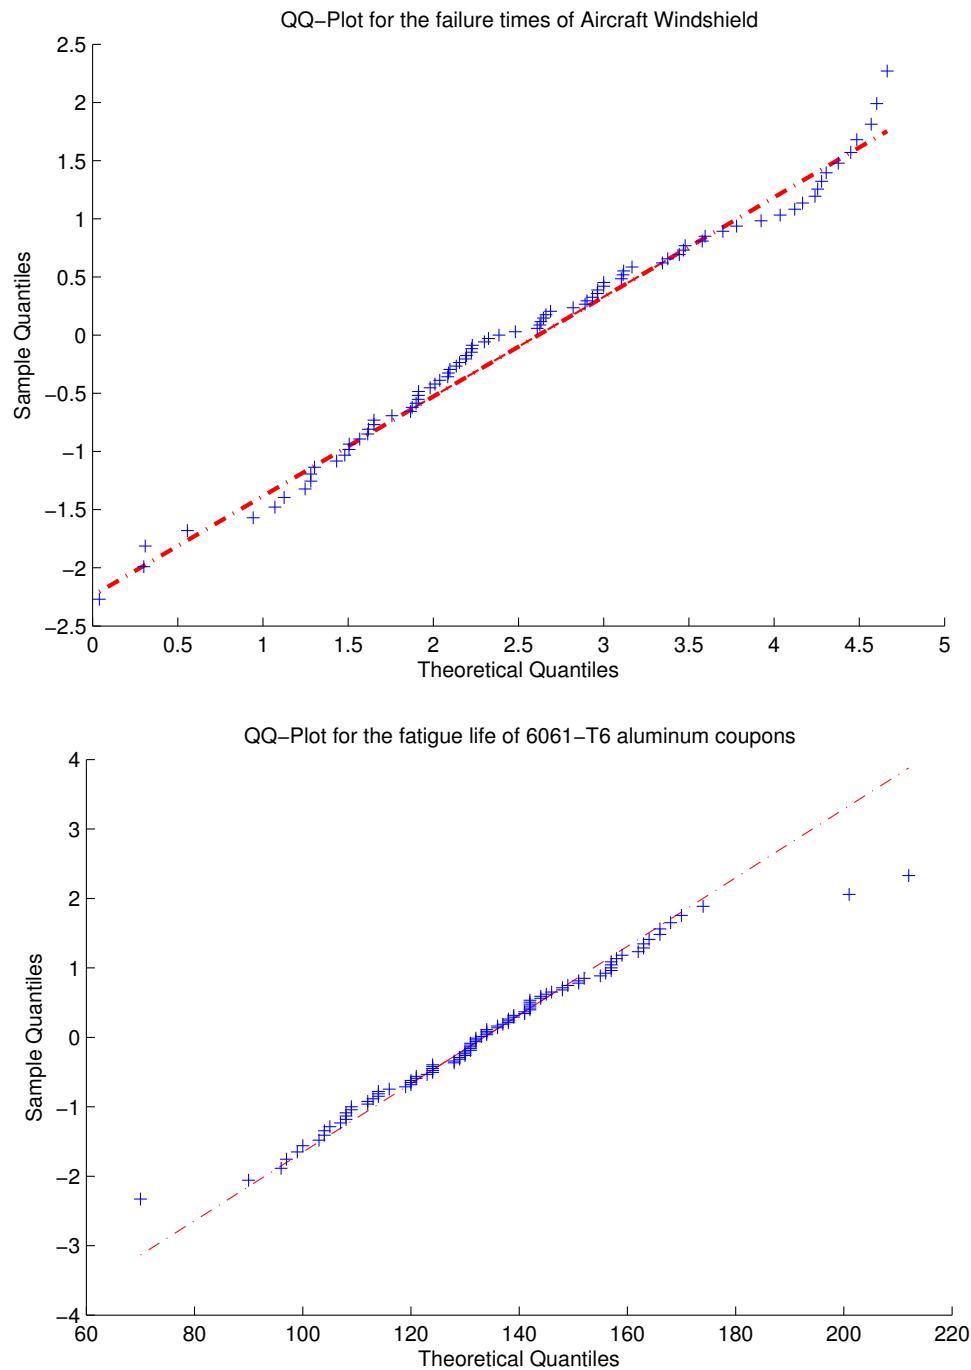 QQ−Plot for the failure times of Aircraft Windshield
2.5
2
1.5
1
0.5
0
−0.5
−1
−1.5
−2
−2.5
Sample Quantiles
0 0.5 1 1.5 2 2.5 3 3.5 4 4.5 5
Theoretical Quantiles
QQ−Plot for the fatigue life of 6061−T6 aluminum coupons
4
3
2
1
0
−1
−2
−3
−4
Sample Quantiles
60 80 100 120 140 160 180 200 220
Theoretical Quantiles